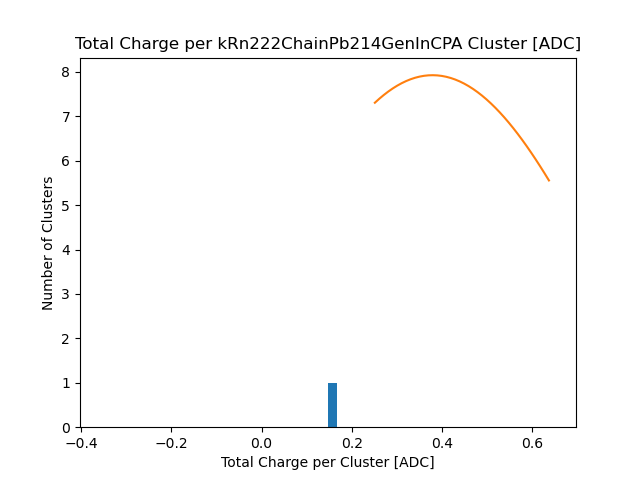 Total Charge per kRn222ChainPb214GenInCPA Cluster [ADC]
8
7
6
5
4
3
2
1
0
Number of Clusters
−0.4 −0.2 0.0 0.2 0.4 0.6
Total Charge per Cluster [ADC]